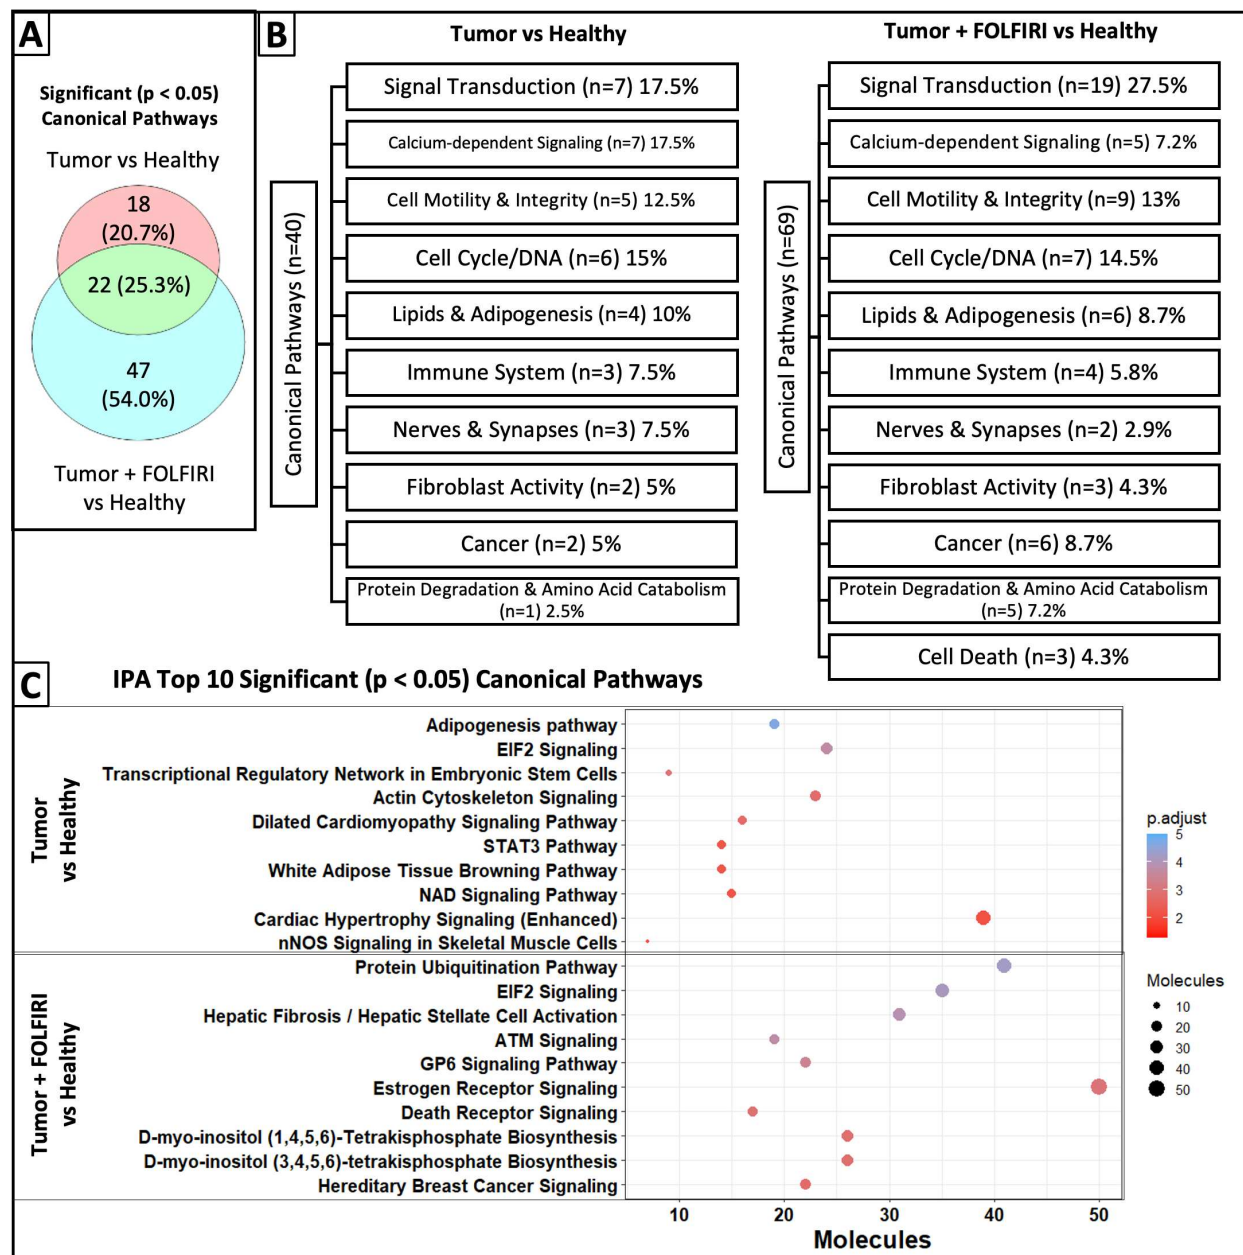 A
Significant (p < 0.05)
Canonical Pathways
Tumor vs Healthy
18
(20.7%)
22 (25.3%)
47
(54.0%)
Tumor + FOLFIRI
vs Healthy
B
Tumor vs Healthy
Canonical Pathways (n=40)
Signal Transduction (n=7) 17.5%
Calcium-dependent Signaling (n=7) 17.5%
Cell Motility & Integrity (n=5) 12.5%
Cell Cycle/DNA (n=6) 15%
Lipids & Adipogenesis (n=4) 10%
Immune System (n=3) 7.5%
Nerves & Synapses (n=3) 7.5%
Fibroblast Activity (n=2) 5%
Cancer (n=2) 5%
Protein Degradation & Amino Acid Catabolism
(n=1) 2.5%
Tumor + FOLFIRI vs Healthy
Canonical Pathways (n=69)
Signal Transduction (n=19) 27.5%
Calcium-dependent Signaling (n=5) 7.2%
Cell Motility & Integrity (n=9) 13%
Cell Cycle/DNA (n=7) 14.5%
Lipids & Adipogenesis (n=6) 8.7%
Immune System (n=4) 5.8%
Nerves & Synapses (n=2) 2.9%
Fibroblast Activity (n=3) 4.3%
Cancer (n=6) 8.7%
Protein Degradation & Amino Acid Catabolism
(n=5) 7.2%
Cell Death (n=3) 4.3%
C
IPA Top 10 Significant (p < 0.05) Canonical Pathways
Tumor
vs Healthy
Adipogenesis pathway
EIF2 Signaling
Transcriptional Regulatory Network in Embryonic Stem Cells
Actin Cytoskeleton Signaling
Dilated Cardiomyopathy Signaling Pathway
STAT3 Pathway
White Adipose Tissue Browning Pathway
NAD Signaling Pathway
Cardiac Hypertrophy Signaling (Enhanced)
nNOS Signaling in Skeletal Muscle Cells
Tumor + FOLFIRI
vs Healthy
Protein Ubiquitination Pathway
EIF2 Signaling
Hepatic Fibrosis / Hepatic Stellate Cell Activation
ATM Signaling
GP6 Signaling Pathway
Estrogen Receptor Signaling
Death Receptor Signaling
D-myo-inositol (1,4,5,6)-Tetrakisphosphate Biosynthesis
D-myo-inositol (3,4,5,6)-tetrakisphosphate Biosynthesis
Hereditary Breast Cancer Signaling
10 20 30 40 50
Molecules
p.adjust
5
4
3
2
Molecules
10
20
30
40
50